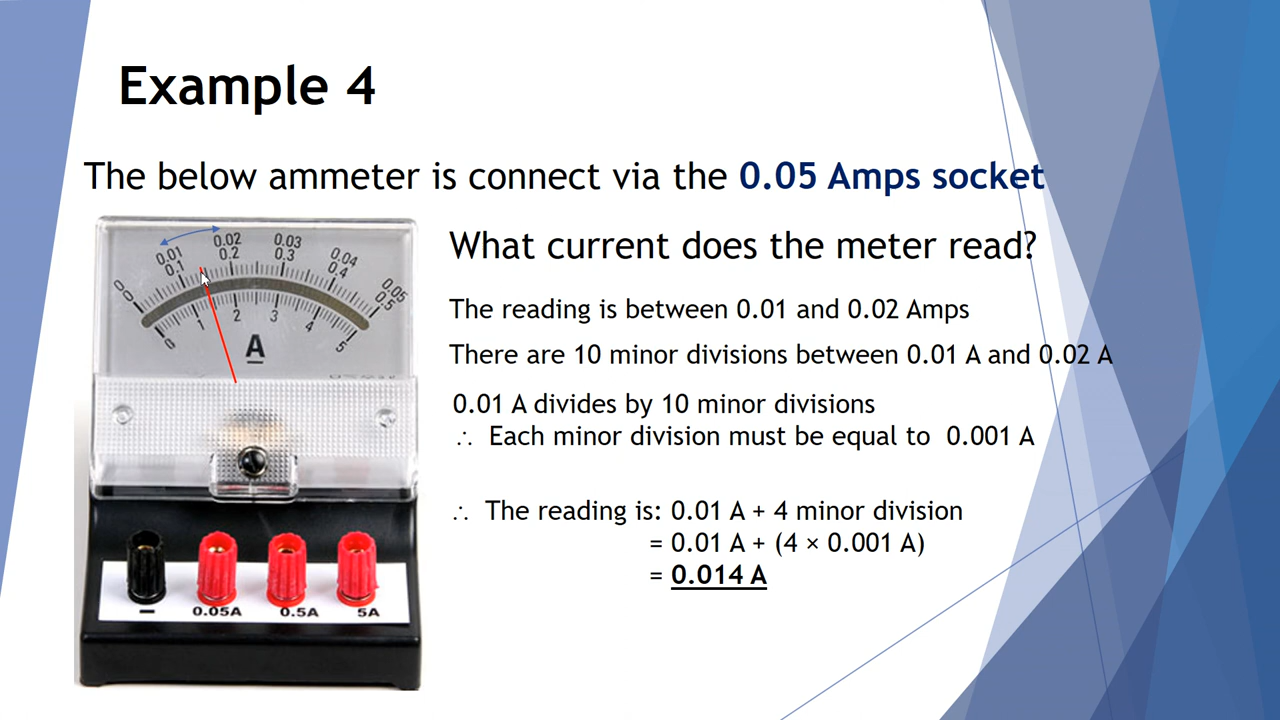 Example 4
The below ammeter is connect via the 0.05 Amps socket
What current does the meter read?
The reading is between 0.01 and 0.02 Amps
There are 10 minor divisions between 0.01 A and 0.02 A
0.01 A divides by 10 minor divisions
∴ Each minor division must be equal to 0.001 A
∴ The reading is: 0.01 A + 4 minor division
= 0.01 A + (4 × 0.001 A)
= 0.014 A
0 0.01 0.02 0.03 0.04 0.05
0 0.1 0.2 0.3 0.4 0.5
0 1 2 3 4 5
A
− 0.05A 0.5A 5A